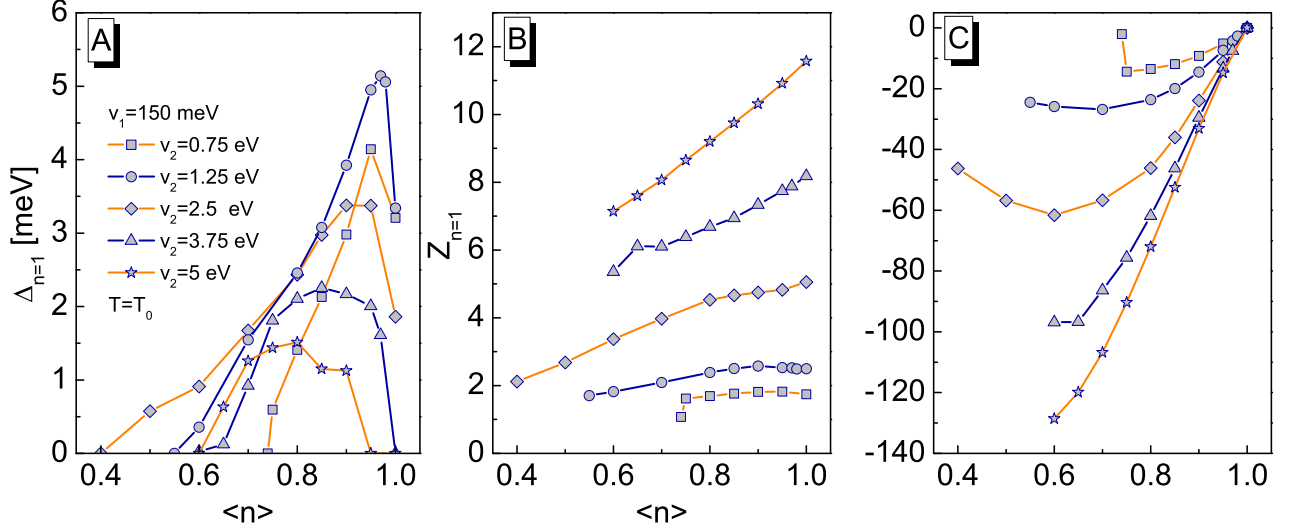 A
6
5
4
3
2
1
0
Δn=1 [meV]
v1=150 meV
v2=0.75 eV
v2=1.25 eV
v2=2.5 eV
v2=3.75 eV
v2=5 eV
T=T0
0.4 0.6 0.8 1.0
<n>
B
12
10
8
6
4
2
0
Zn=1
0.4 0.6 0.8 1.0
<n>
C
0
-20
-40
-60
-80
-100
-120
-140
0.4 0.6 0.8 1.0